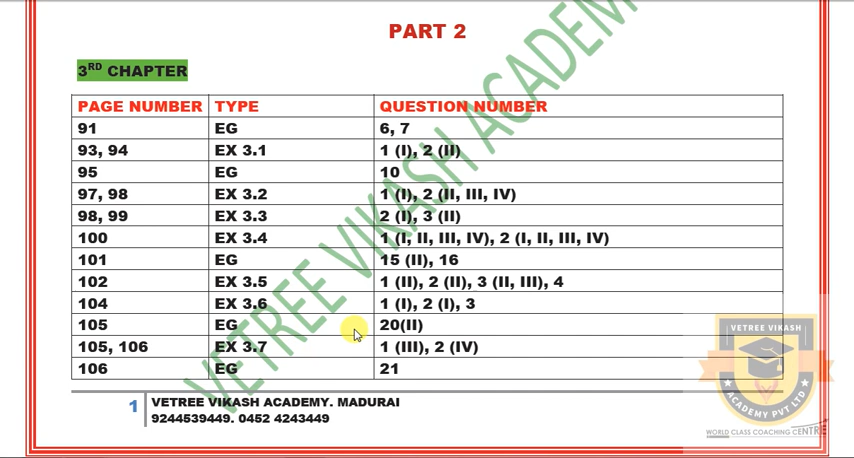 PART 2
3RD CHAPTER
PAGE NUMBER TYPE QUESTION NUMBER
91 EG 6, 7
93, 94 EX 3.1 1 (I), 2 (II)
95 EG 10
97, 98 EX 3.2 1 (I), 2 (II, III, IV)
98, 99 EX 3.3 2 (I), 3 (II)
100 EX 3.4 1 (I, II, III, IV), 2 (I, II, III, IV)
101 EG 15 (II), 16
102 EX 3.5 1 (II), 2 (II), 3 (II, III), 4
104 EX 3.6 1 (I), 2 (I), 3
105 EG 20(II)
105, 106 EX 3.7 1 (III), 2 (IV)
106 EG 21
1 VETREE VIKASH ACADEMY. MADURAI
9244539449. 0452 4243449
VETREE VIKASH ACADEM
VETREE VIKASH
ACADEMY PVT LTD
WORLD CLASS COACHING CENTRE